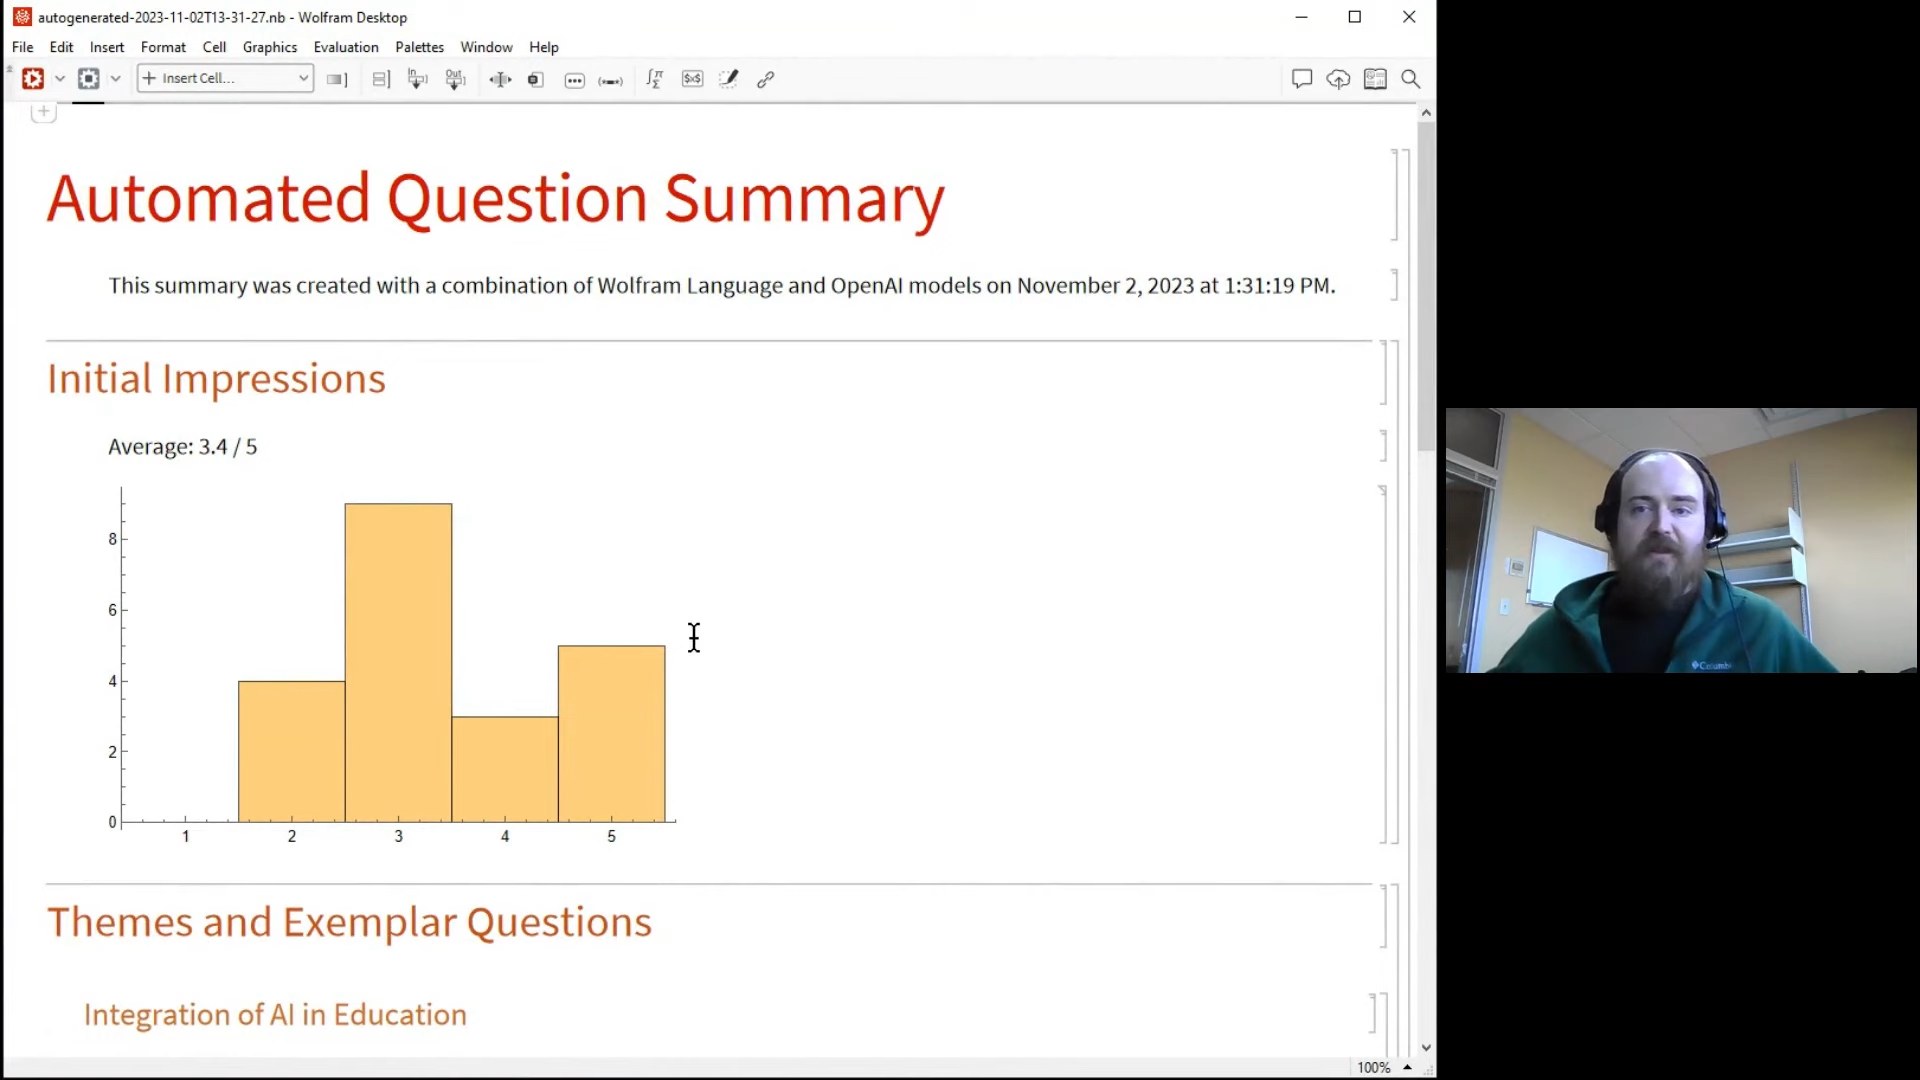 autogenerated-2023-11-02T13-31-27.nb - Wolfram Desktop
File Edit Insert Format Cell Graphics Evaluation Palettes Window Help
+ Insert Cell...
In
Out
$x$
Automated Question Summary
This summary was created with a combination of Wolfram Language and OpenAI models on November 2, 2023 at 1:31:19 PM.
Initial Impressions
Average: 3.4 / 5
8
6
4
2
0
1 2 3 4 5
Columbia
Themes and Exemplar Questions
Integration of AI in Education
100%